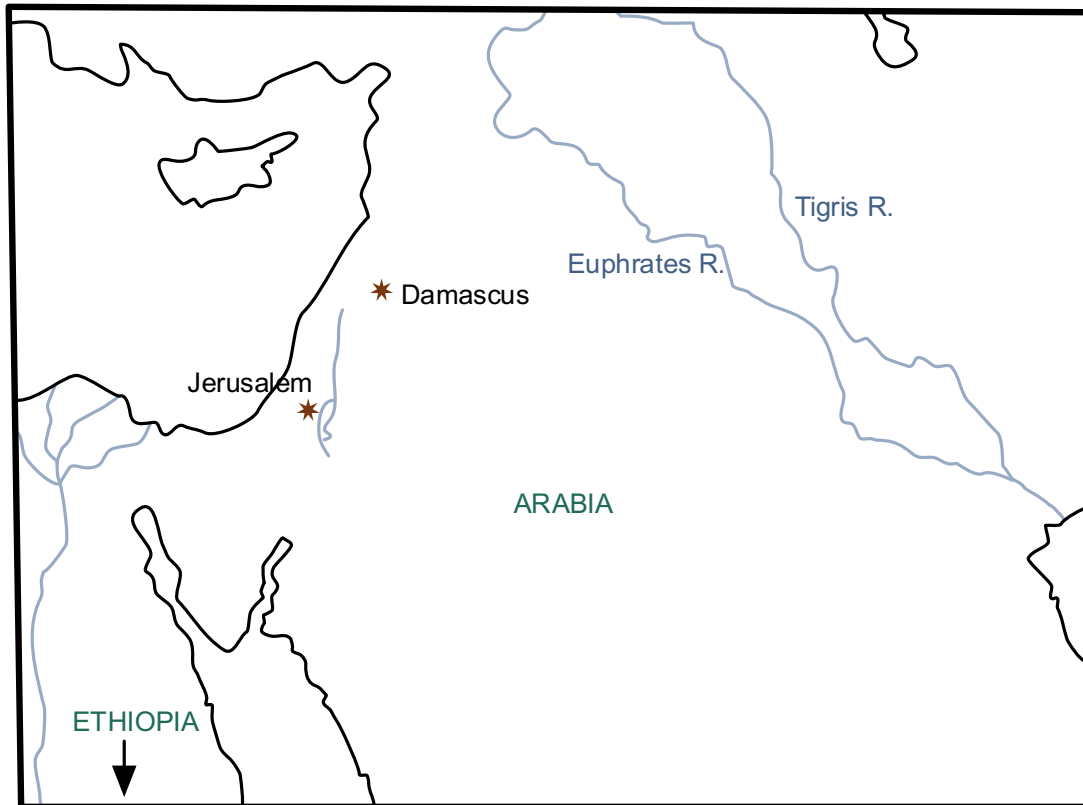 Tigris R.
Euphrates R.
Damascus
Jerusalem
ARABIA
ETHIOPIA